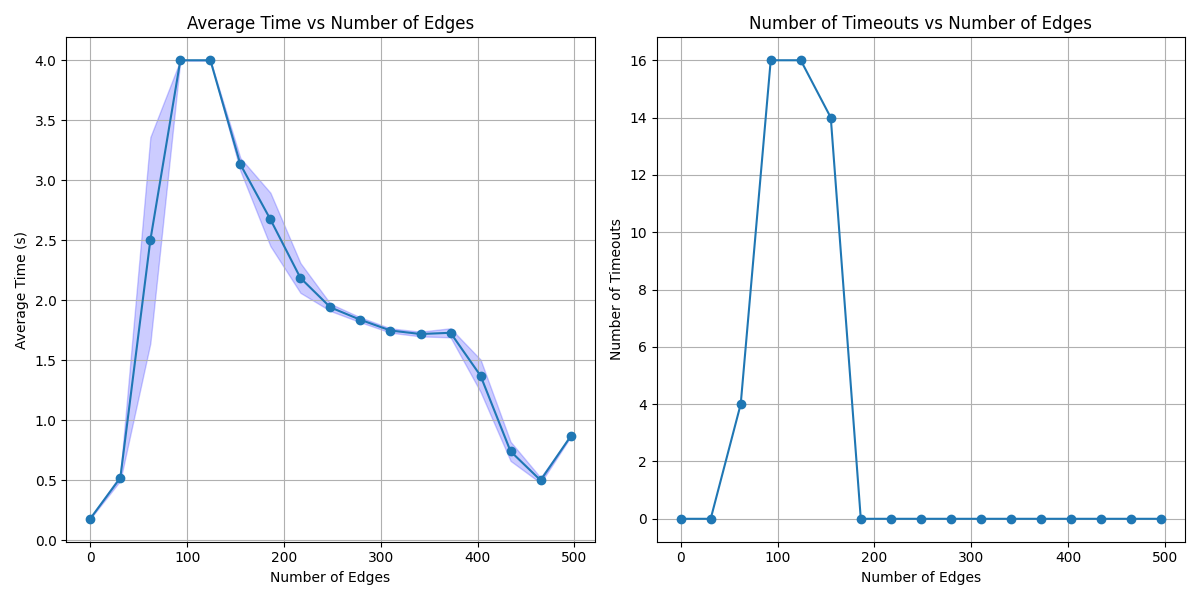 Average Time vs Number of Edges
Average Time (s)
4.0
3.5
3.0
2.5
2.0
1.5
1.0
0.5
0.0
0 100 200 300 400 500
Number of Edges
Number of Timeouts vs Number of Edges
Number of Timeouts
16
14
12
10
8
6
4
2
0
0 100 200 300 400 500
Number of Edges